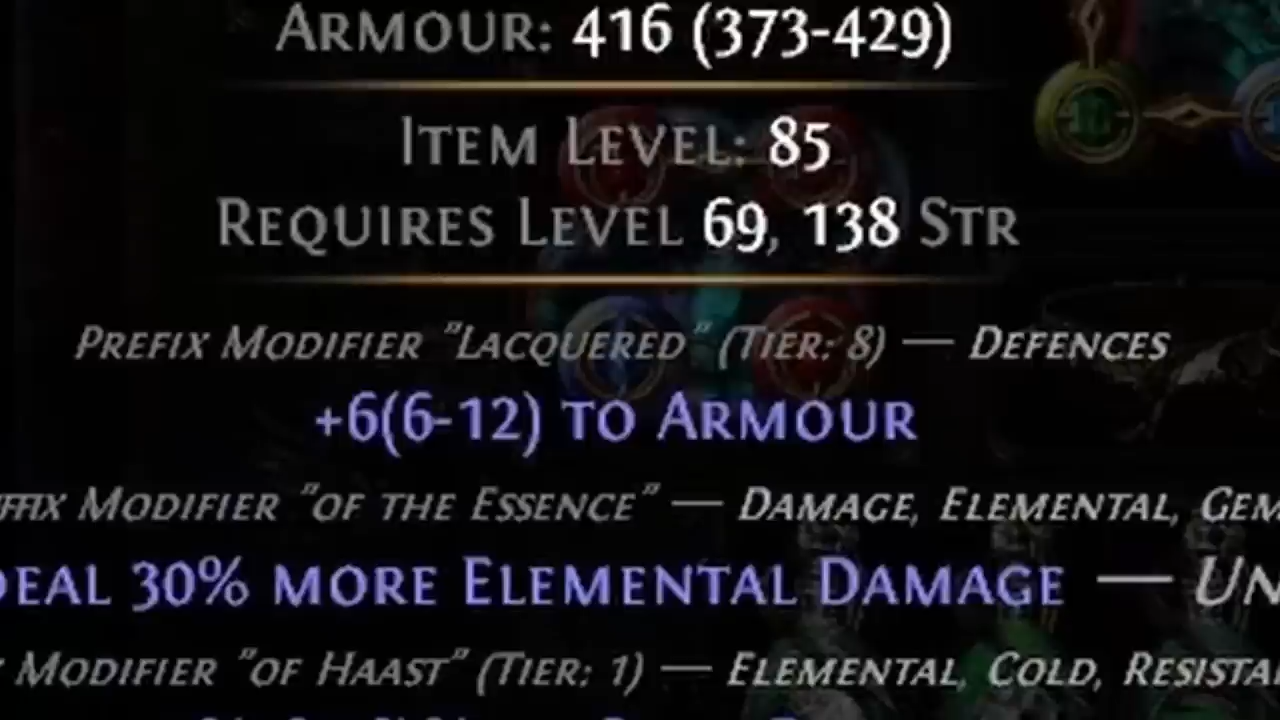 ARMOUR: 416 (373-429)
ITEM LEVEL: 85
REQUIRES LEVEL 69, 138 STR
PREFIX MODIFIER "LACQUERED" (TIER: 8) — DEFENCES
+6(6-12) TO ARMOUR
MODIFIER "OF THE ESSENCE" — DAMAGE, ELEMENTAL, GEM
DEAL 30% MORE ELEMENTAL DAMAGE —
MODIFIER "OF HAAST" (TIER: 1) — ELEMENTAL, COLD,